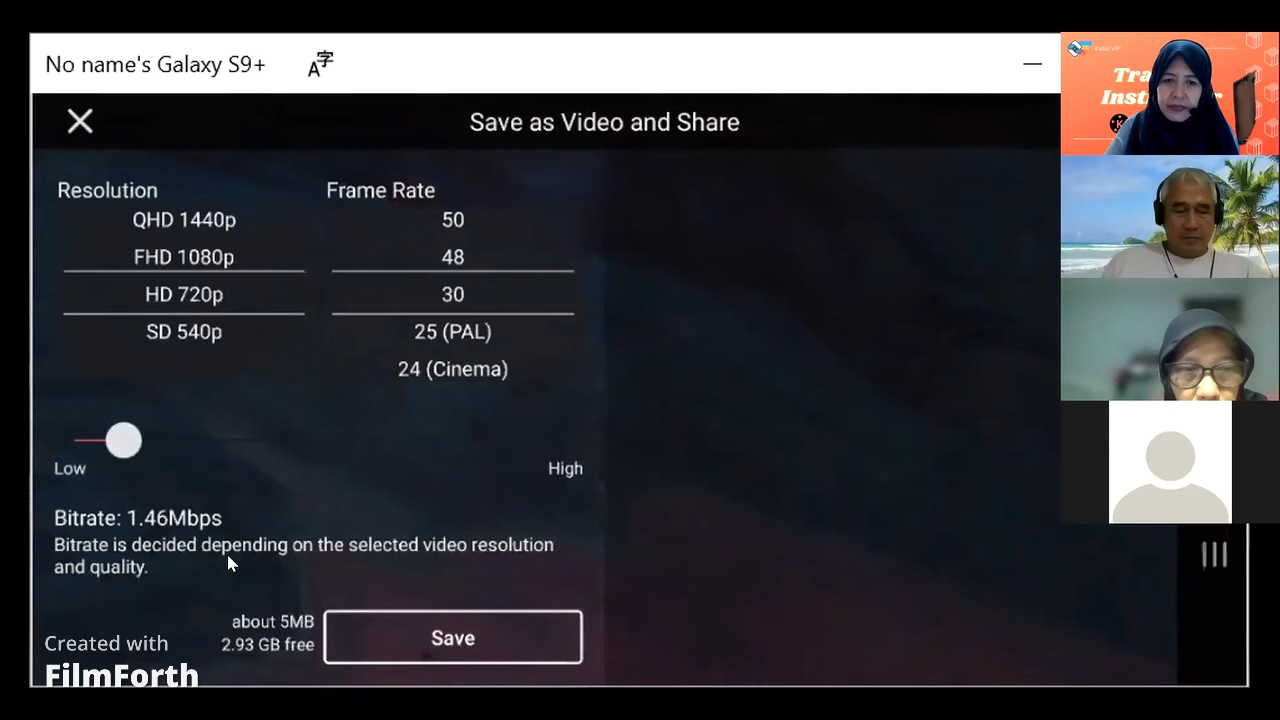 No name's Galaxy S9+
Save as Video and Share
Resolution
QHD 1440p
FHD 1080p
HD 720p
SD 540p
Frame Rate
50
48
30
25 (PAL)
24 (Cinema)
Low
High
Bitrate: 1.46Mbps
Bitrate is decided depending on the selected video resolution
and quality.
about 5MB
2.93 GB free
Save
Created with
FilmForth